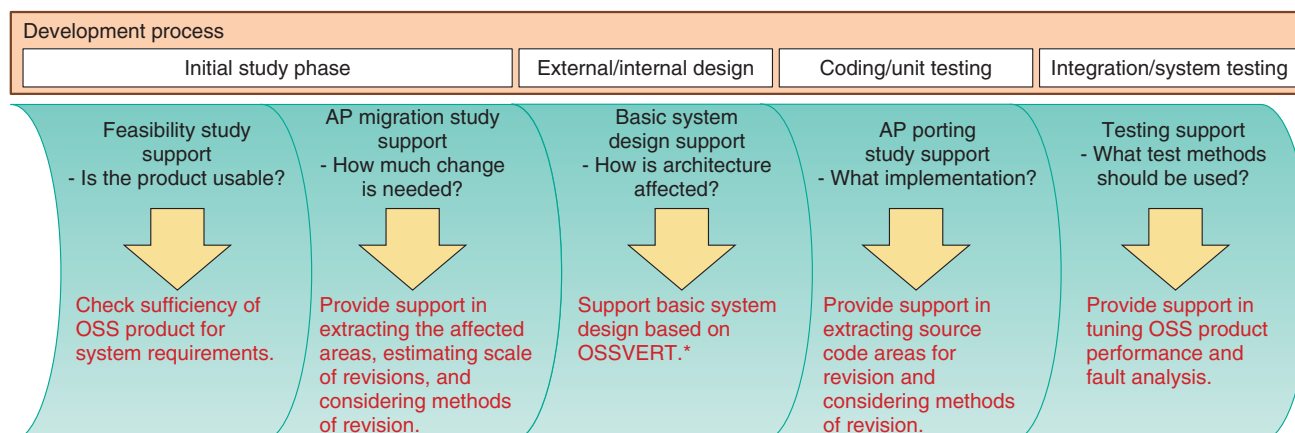 Development process
Initial study phase
External/internal design
Coding/unit testing
Integration/system testing
Feasibility study
support
- Is the product usable?
Check sufficiency of
OSS product for
system requirements.
AP migration study
support
- How much change
is needed?
Provide support in
extracting the affected
areas, estimating scale
of revisions, and
considering methods
of revision.
Basic system
design support
- How is architecture
affected?
Support basic system
design based on
OSSVERT.*
AP porting
study support
- What implementation?
Provide support in
extracting source
code areas for
revision and
considering methods
of revision.
Testing support
- What test methods
should be used?
Provide support in
tuning OSS product
performance and
fault analysis.